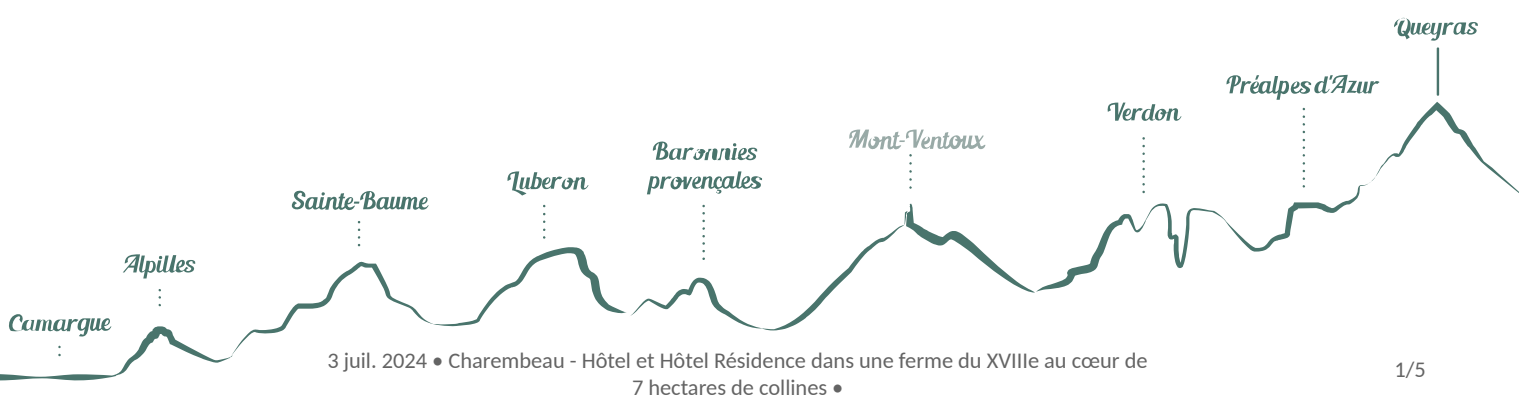 Queyras
Préalpes d'Azur
Verdon
Mont-Ventoux
Baronnies
provençales
Luberon
Sainte-Baume
Alpilles
Camargue
3 juil. 2024 • Charembeau - Hôtel et Hôtel Résidence dans une ferme du XVIIIe au cœur de
7 hectares de collines •
1/5